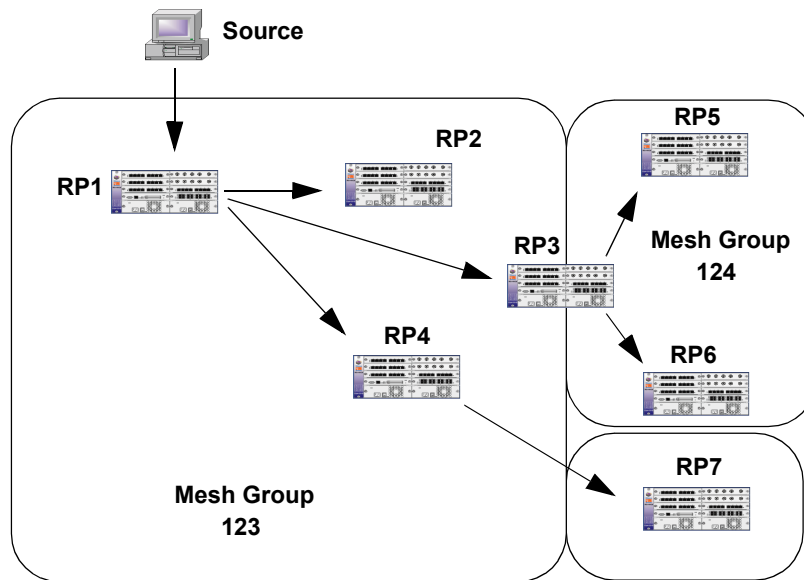 Source
RP5
RP2
RP1
Mesh Group
124
RP3
RP4
RP6
RP7
Mesh Group
123